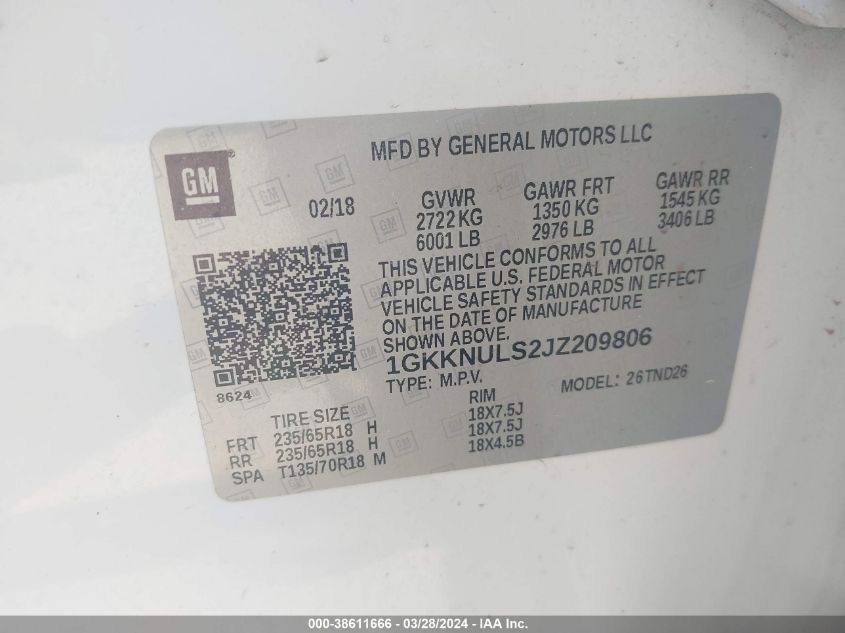 GM
MFD BY GENERAL MOTORS LLC
02/18
GVWR GAWR FRT GAWR RR
2722 KG 1350 KG 1545 KG
6001 LB 2976 LB 3406 LB
THIS VEHICLE CONFORMS TO ALL
APPLICABLE U.S. FEDERAL MOTOR
VEHICLE SAFETY STANDARDS IN EFFECT
ON THE DATE OF MANUFACTURE
SHOWN ABOVE.
1GKKNULS2JZ209806
TYPE: M.P.V. MODEL: 26TND26
8624
TIRE SIZE RIM
FRT 235/65R18 H 18X7.5J
RR 235/65R18 H 18X7.5J
SPA T135/70R18 M 18X4.5B
000-38611666 - 03/28/2024 - IAA Inc.